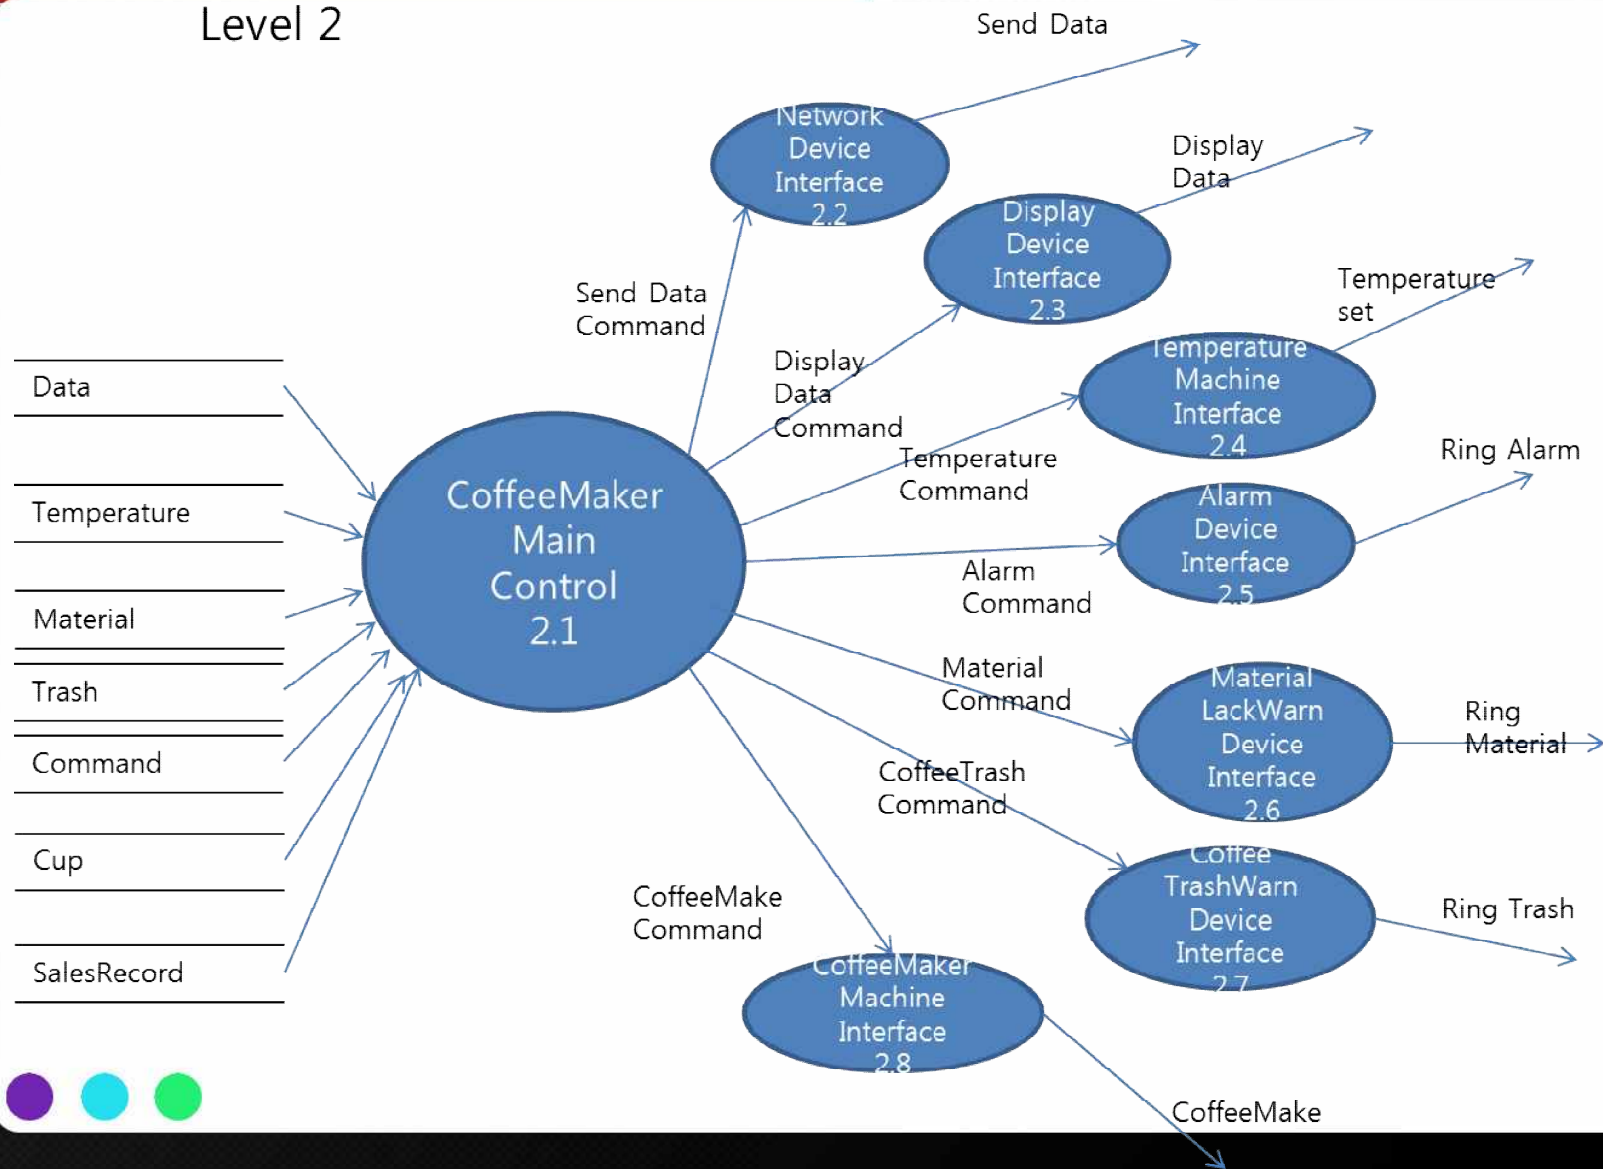 Level 2
Send Data
Network
Device
Interface
2.2
Display
Data
Display
Device
Interface
2.3
Send Data
Command
Temperature
set
Display
Data
Command
Temperature
Machine
Interface
2.4
Data
Temperature
Command
Ring Alarm
CoffeeMaker
Main
Control
2.1
Alarm
Device
Interface
2.5
Temperature
Alarm
Command
Material
Material
Command
Material
LackWarn
Device
Interface
2.6
Ring
Material
Trash
Command
CoffeeTrash
Command
Cup
Coffee
TrashWarn
Device
Interface
2.7
Ring Trash
CoffeeMake
Command
SalesRecord
CoffeeMaker
Machine
Interface
2.8
CoffeeMake